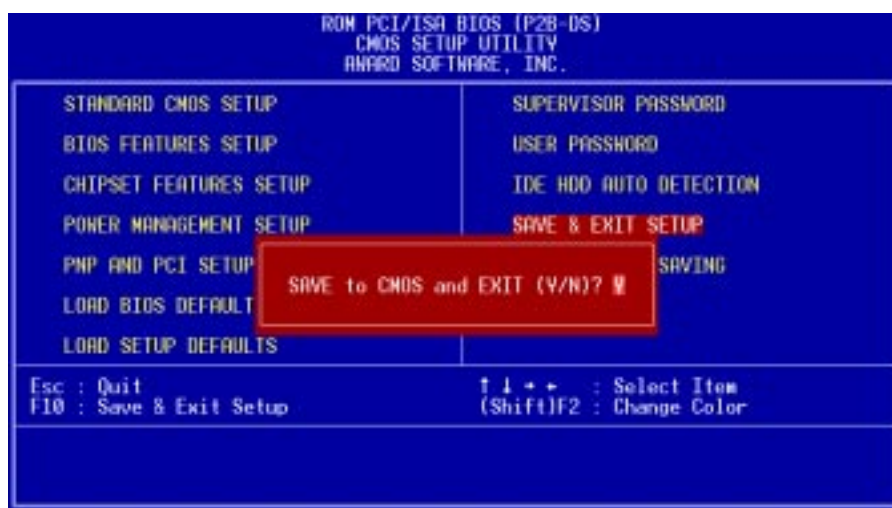 ROM PCI/ISA BIOS (P2B-DS)
CMOS SETUP UTILITY
AWARD SOFTWARE, INC.
STANDARD CMOS SETUP
BIOS FEATURES SETUP
CHIPSET FEATURES SETUP
POWER MANAGEMENT SETUP
PNP AND PCI SETUP
LOAD BIOS DEFAULT
LOAD SETUP DEFAULTS
SUPERVISOR PASSWORD
USER PASSWORD
IDE HDD AUTO DETECTION
SAVE & EXIT SETUP
SAVING
SAVE to CMOS and EXIT (Y/N)? Y
Esc : Quit
F10 : Save & Exit Setup
↑ ↓ → ← : Select Item
(Shift)F2 : Change Color